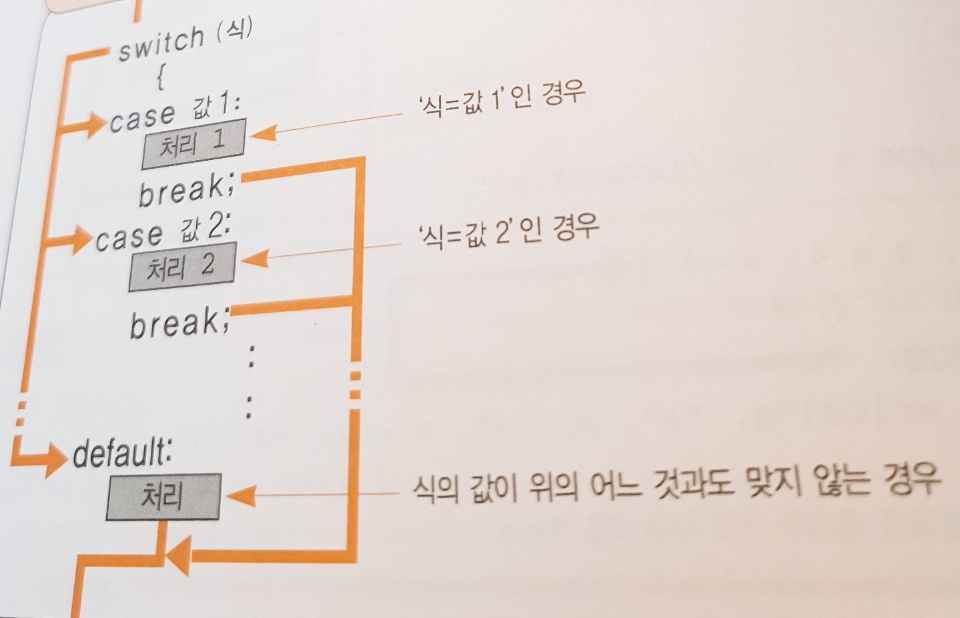 switch (식)
{
case 값 1:
'식=값 1'인 경우
처리 1
break;
case 값 2:
'식=값 2'인 경우
처리 2
break;
:
:
default:
처리
식의 값이 위의 어느 것과도 맞지 않는 경우